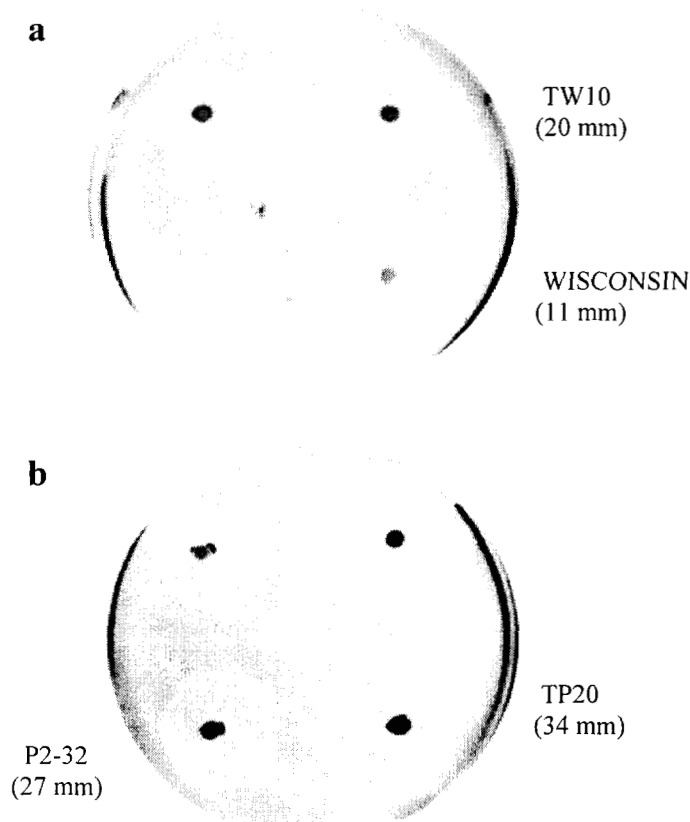 a
TW10
(20 mm)
WISCONSIN
(11 mm)
b
TP20
(34 mm)
P2-32
(27 mm)